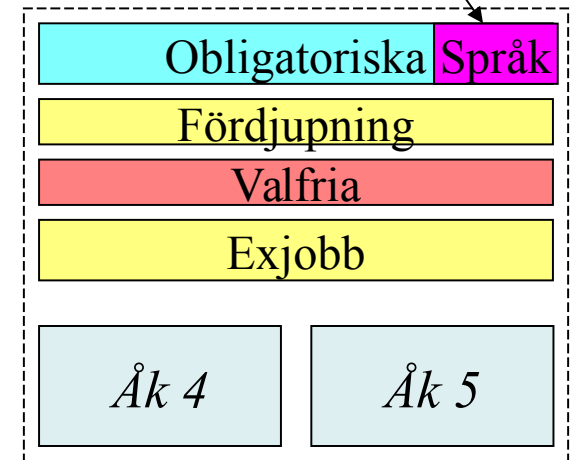 Obligatoriska Språk
Fördjupning
Valfria
Exjobb
Åk 4 Åk 5